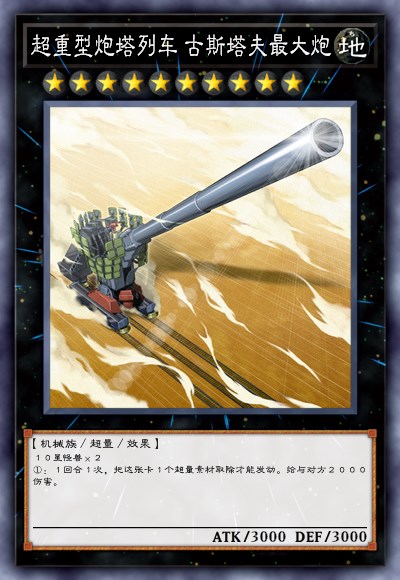 超重型炮塔列车 古斯塔夫最大炮 地
【机械族／超量／效果】
10星怪兽×2
①：1回合1次，把这张卡1个超量素材取除才能发动。给与对方2000
伤害。
ATK/3000 DEF/3000